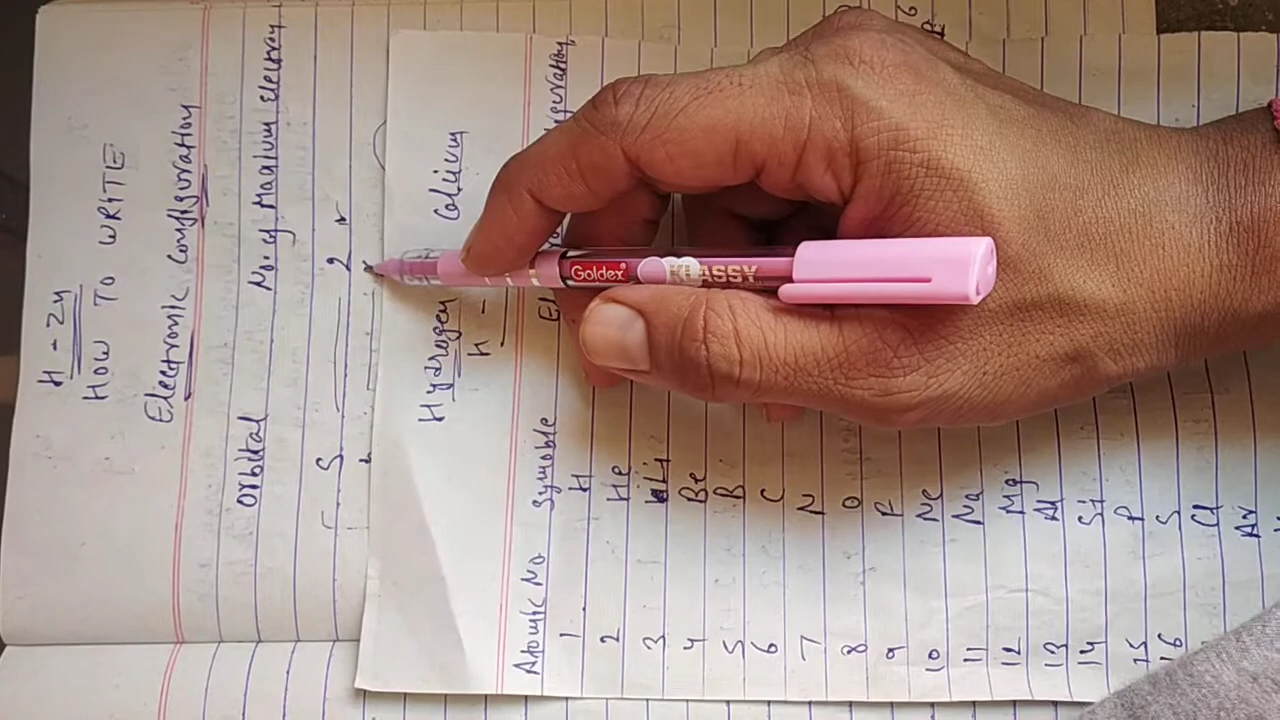 H - Zn
HOW TO WRITE
Electronic Configuration
Orbital No. of Maximum Electron
S 2
Hydrogen Calcium
H -
Atomic No Symoble
1 H
2 He
3 Li
4 Be
5 B
6 C
7 N
8 O
9 F
10 Ne
11 Na
12 Mg
13 Al
14 Si
15 P
16 S
Cl
Ar
Goldex KLASSY